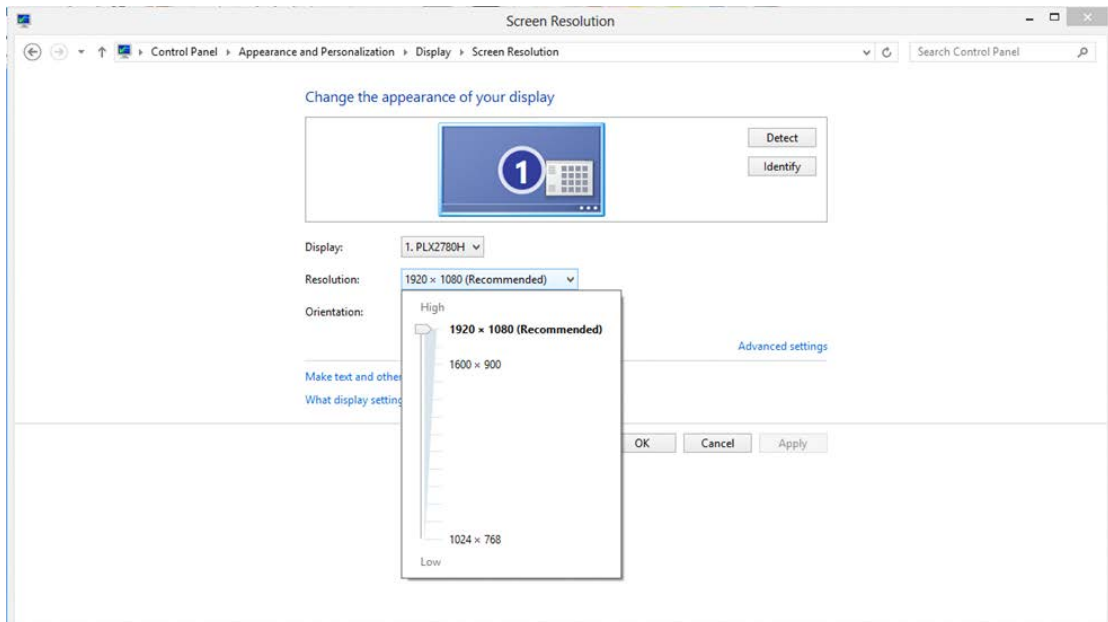 Screen Resolution
Control Panel Appearance and Personalization Display Screen Resolution
Search Control Panel
Change the appearance of your display
1
Detect
Identify
Display: 1. PLX2780H
Resolution: 1920 × 1080 (Recommended)
Orientation:
High
1920 × 1080 (Recommended)
1600 × 900
1024 × 768
Low
Advanced settings
Make text and other
What display setting
OK Cancel Apply